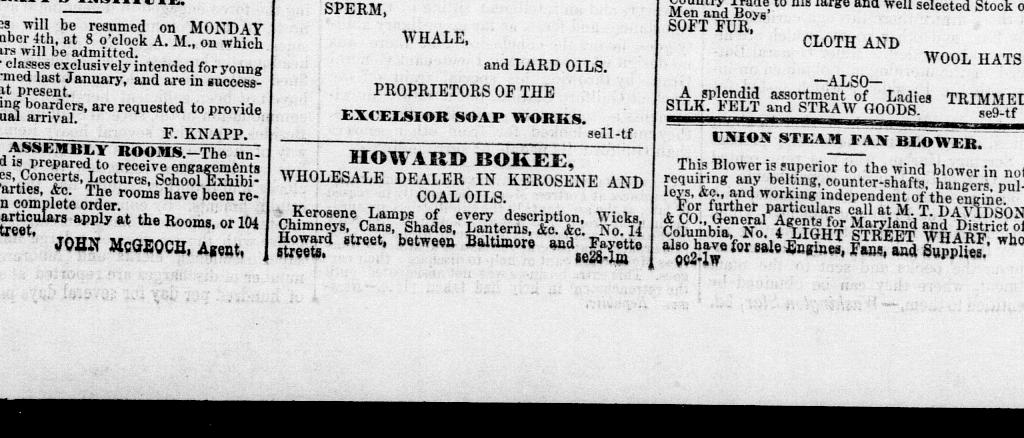 es will be resumed on MONDAY
mber 4th, at 8 o'clock A. M., on which
ars will be admitted.
classes exclusively intended for young
rmed last January, and are in success-
at present.
ing boarders, are requested to provide
ual arrival.
F. KNAPP.
ASSEMBLY ROOMS.—The un-
d is prepared to receive engagements
es, Concerts, Lectures, School Exhibi-
Parties, &c. The rooms have been re-
n complete order.
articulars apply at the Rooms, or 104
treet,
JOHN McGEOCH, Agent.
SPERM,
WHALE,
and LARD OILS.
PROPRIETORS OF THE
EXCELSIOR SOAP WORKS.
se11-tf
HOWARD BOKEE,
WHOLESALE DEALER IN KEROSENE AND
COAL OILS.
Kerosene Lamps of every description, Wicks,
Chimneys, Cans, Shades, Lanterns, &c. &c. No. 14
Howard street, between Baltimore and Fayette
streets.
se28-1m
Country Trade to his large and well selected Stock o
Men and Boys'
SOFT FUR,
CLOTH AND
WOOL HATS
—ALSO—
A splendid assortment of Ladies TRIMMED
SILK. FELT and STRAW GOODS.
se9-tf
UNION STEAM FAN BLOWER.
This Blower is superior to the wind blower in not
requiring any belting, counter-shafts, hangers, pul-
leys, &c., and working independent of the engine.
For further particulars call at M. T. DAVIDSON
& CO., General Agents for Maryland and District of
Columbia, No. 4 LIGHT STREET WHARF, who
also have for sale Engines, Fans, and Supplies.
oc2-1w